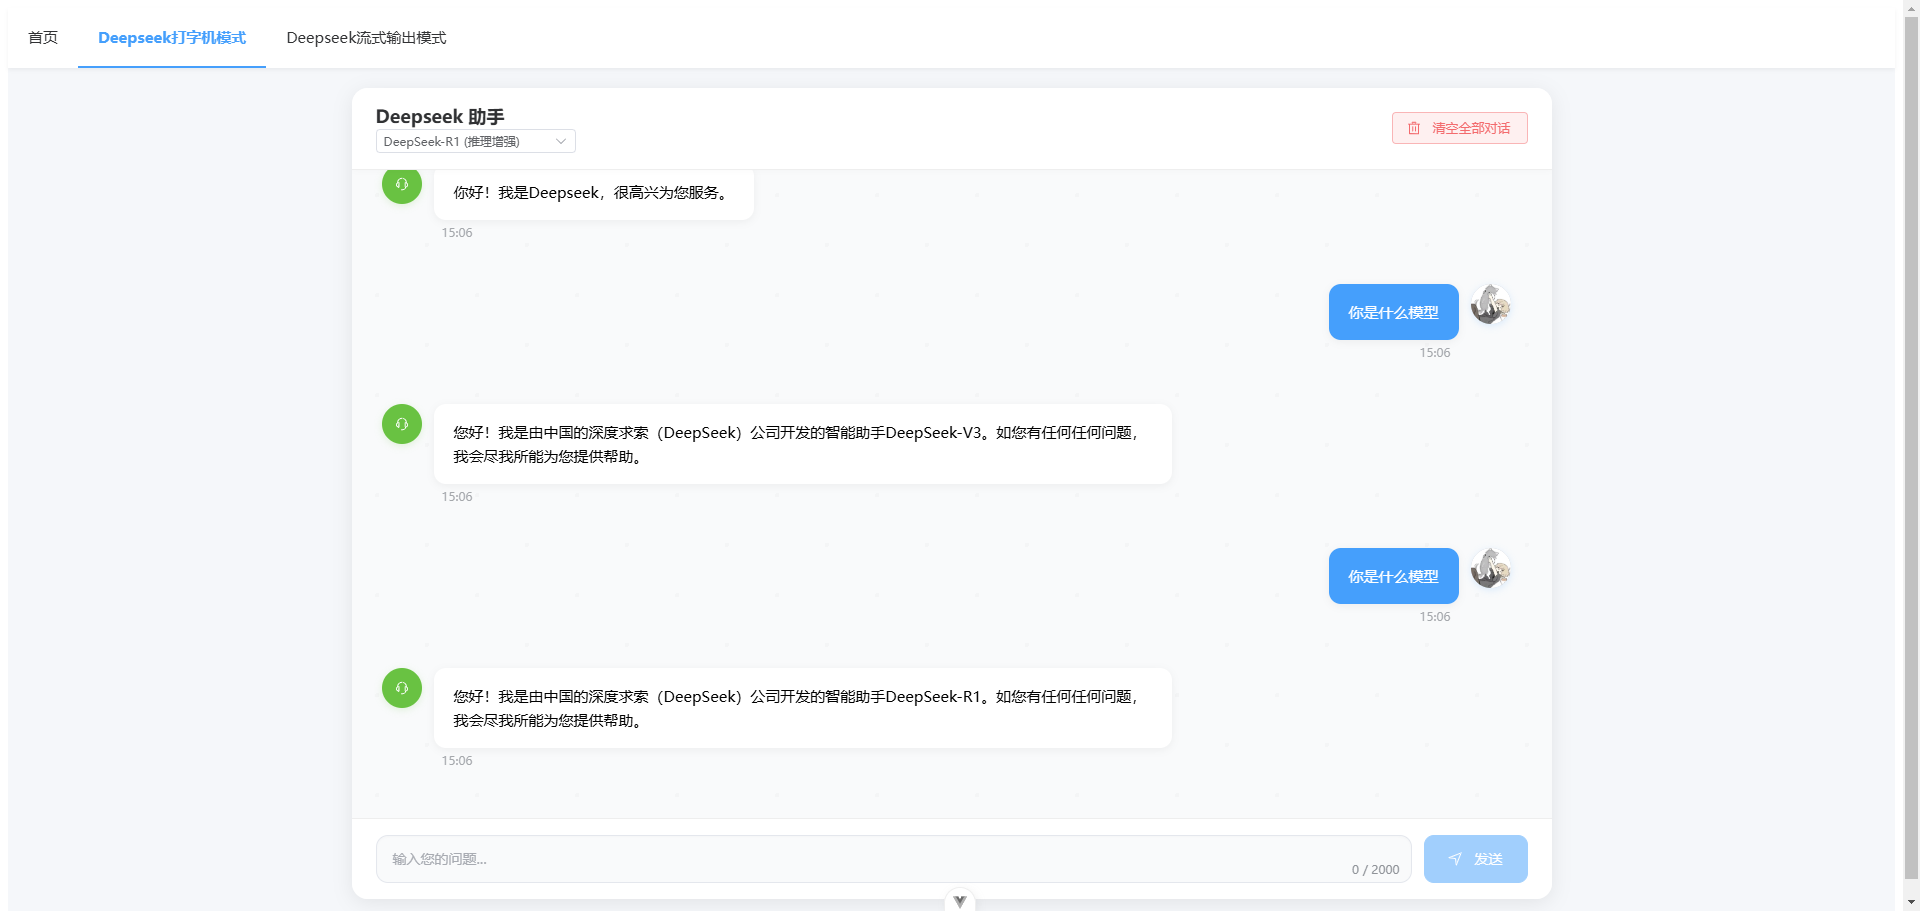 首页
Deepseek打字机模式
Deepseek流式输出模式
Deepseek 助手
DeepSeek-R1 (推理增强)
清空全部对话
你好！我是Deepseek，很高兴为您服务。
15:06
你是什么模型
15:06
您好！我是由中国的深度求索（DeepSeek）公司开发的智能助手DeepSeek-V3。如您有任何任何问题，
我会尽我所能为您提供帮助。
15:06
你是什么模型
15:06
您好！我是由中国的深度求索（DeepSeek）公司开发的智能助手DeepSeek-R1。如您有任何任何问题，
我会尽我所能为您提供帮助。
15:06
输入您的问题...
0 / 2000
发送